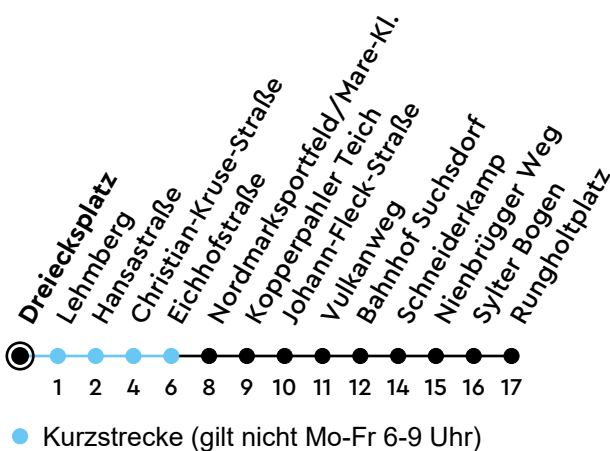 Dreiecksplatz
Lehmberg
Hansastraße
Christian-Kruse-Straße
Eichhofstraße
Nordmarksportfeld/Mare-Kl.
Kopperpahler Teich
Johann-Fleck-Straße
Vulkanweg
Bahnhof Suchsdorf
Schneiderkamp
Nienbrügger Weg
Sylter Bogen
Rungholtplatz
1 2 4 6 8 9 10 11 12 14 15 16 17
Kurzstrecke (gilt nicht Mo-Fr 6-9 Uhr)